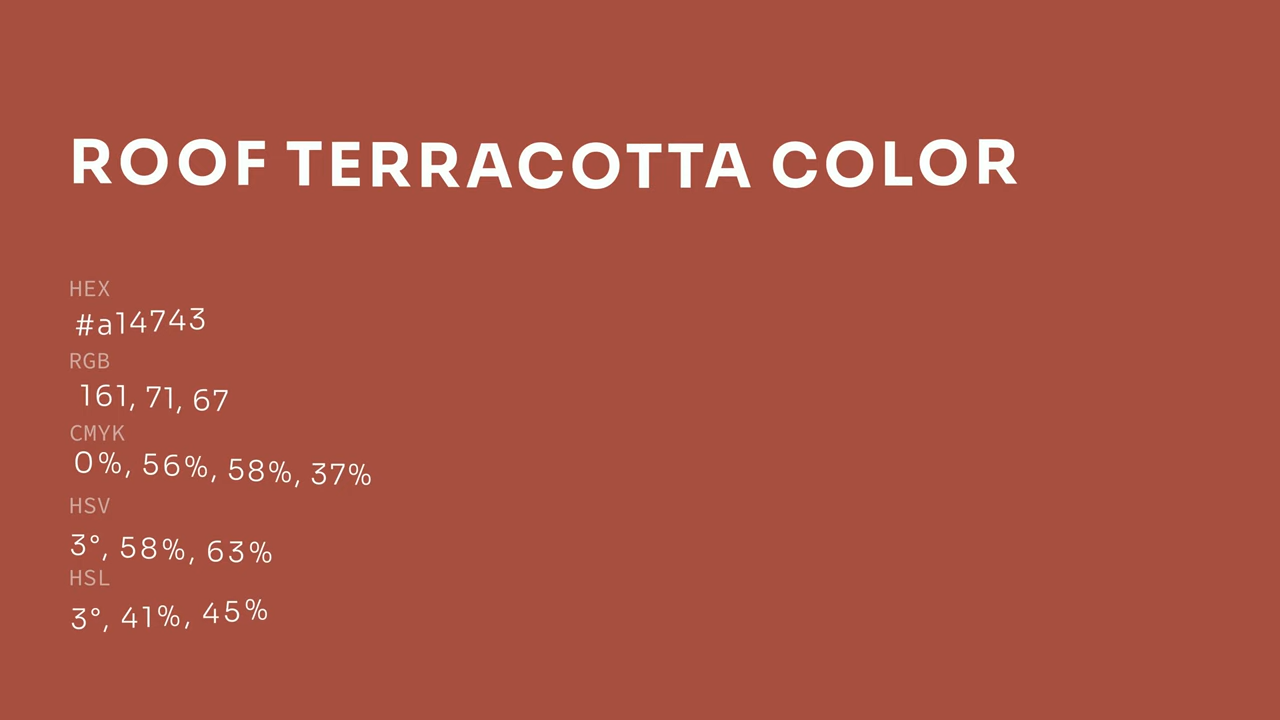 ROOF TERRACOTTA COLOR
HEX
#a14743
RGB
161, 71, 67
CMYK
0%, 56%, 58%, 37%
HSV
3°, 58%, 63%
HSL
3°, 41%, 45%